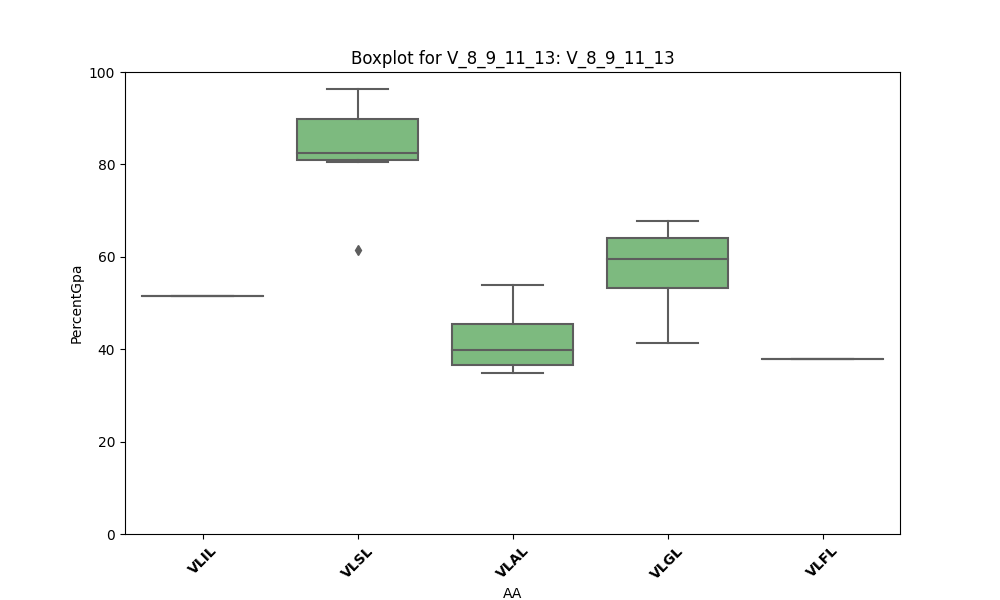 Boxplot for V_8_9_11_13: V_8_9_11_13
PercentGpa
100
80
60
40
20
0
VLIL
VLSL
VLAL
VLGL
VLFL
AA